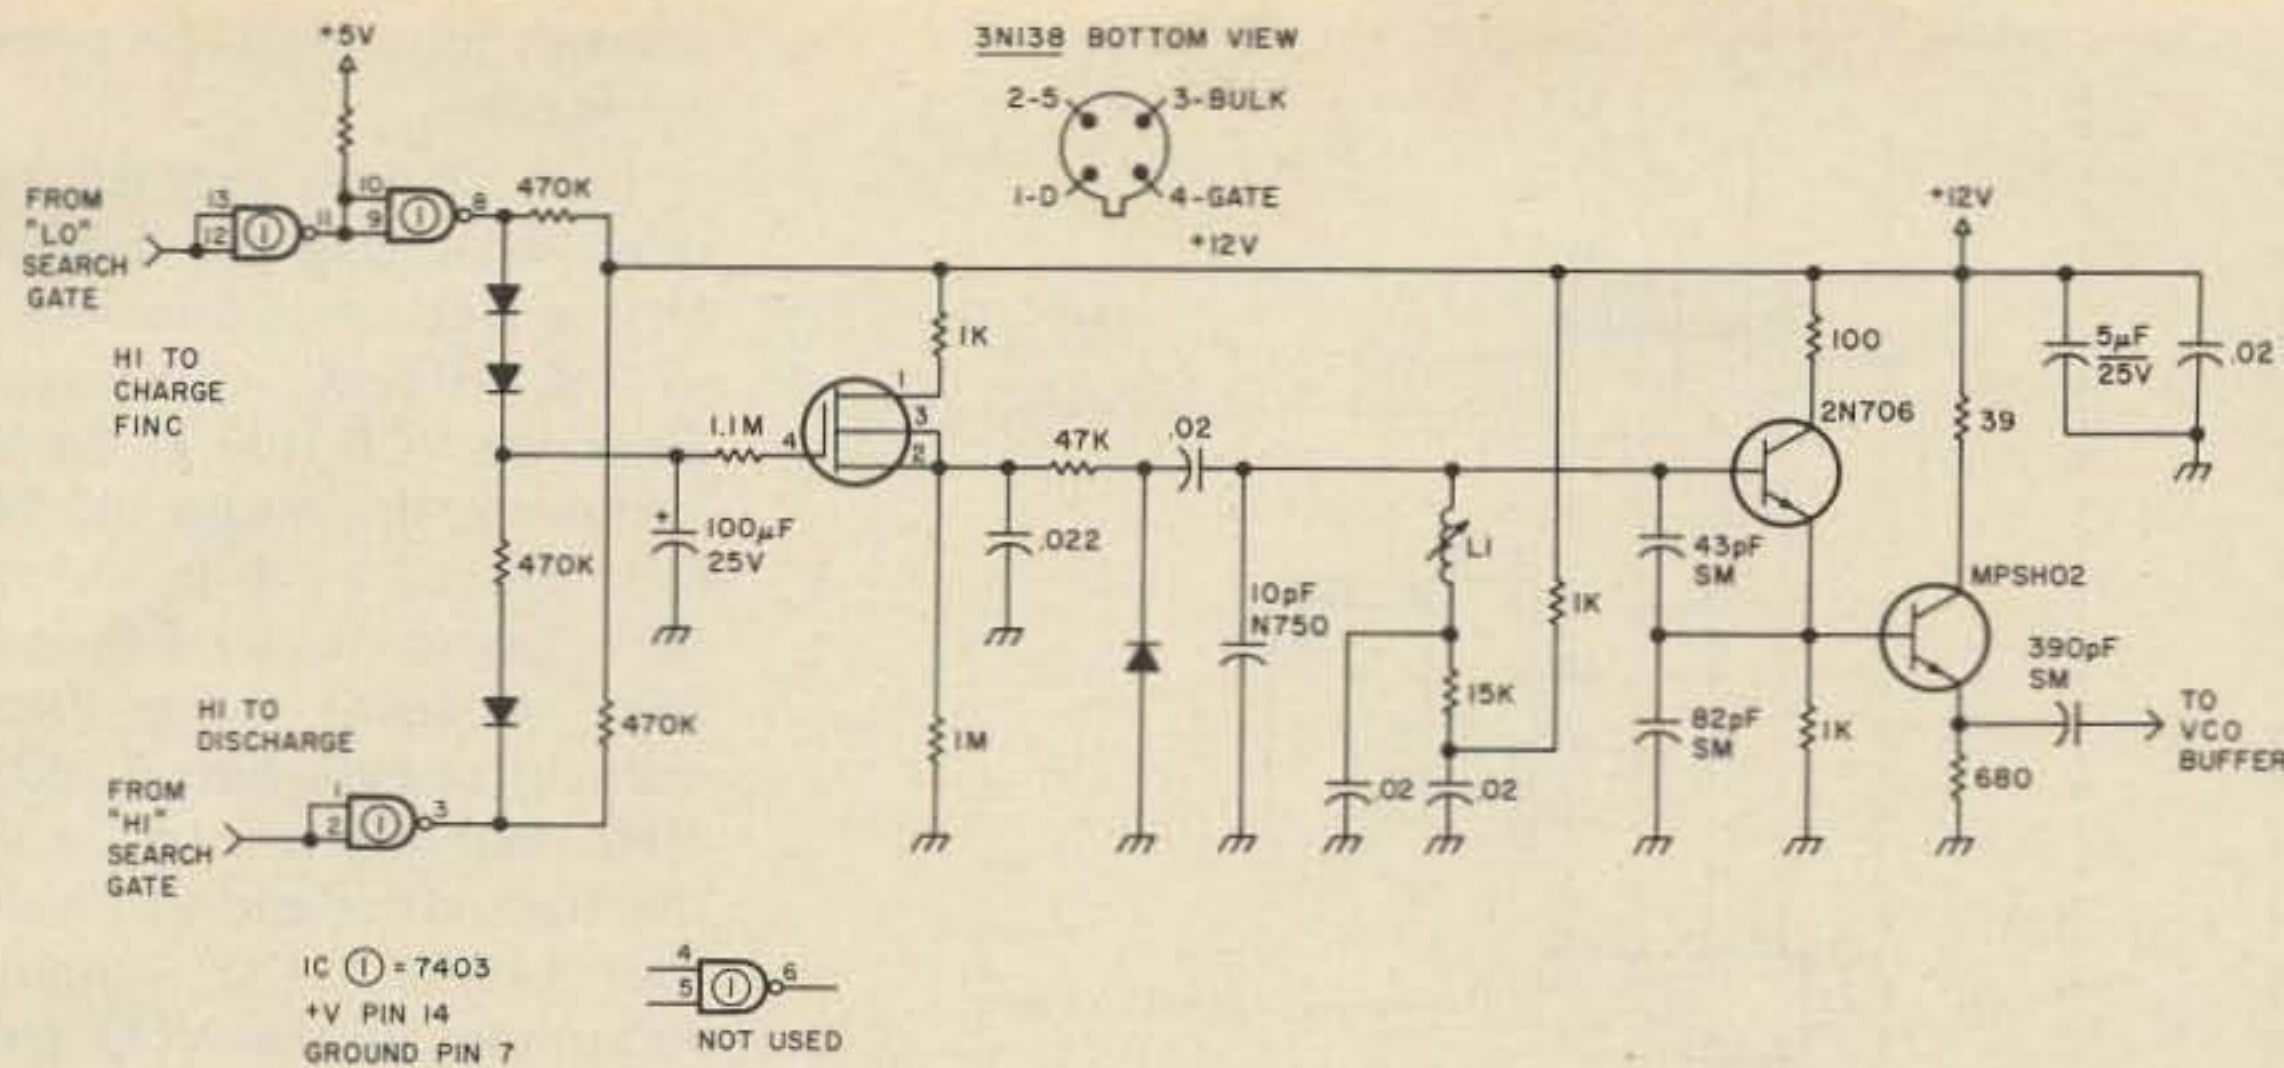 +5V
3N138 BOTTOM VIEW
2-S
3-BULK
1-D
4-GATE
FROM
"LO"
SEARCH
GATE
13
12
1
11
10
9
1
8
470K
+12V
+12V
HI TO
CHARGE
FINC
1K
100
5µF
25V
.02
2N706
39
1.1M
4
1
3
2
47K
.02
+
100µF
25V
470K
.022
10pF
N750
L1
1K
43pF
SM
MPSH02
HI TO
DISCHARGE
470K
1M
15K
82pF
SM
1K
390pF
SM
TO
VCO
BUFFER
680
FROM
"HI"
SEARCH
GATE
1
2
1
3
.02
.02
IC 1 = 7403
+V PIN 14
GROUND PIN 7
4
5
1
6
NOT USED